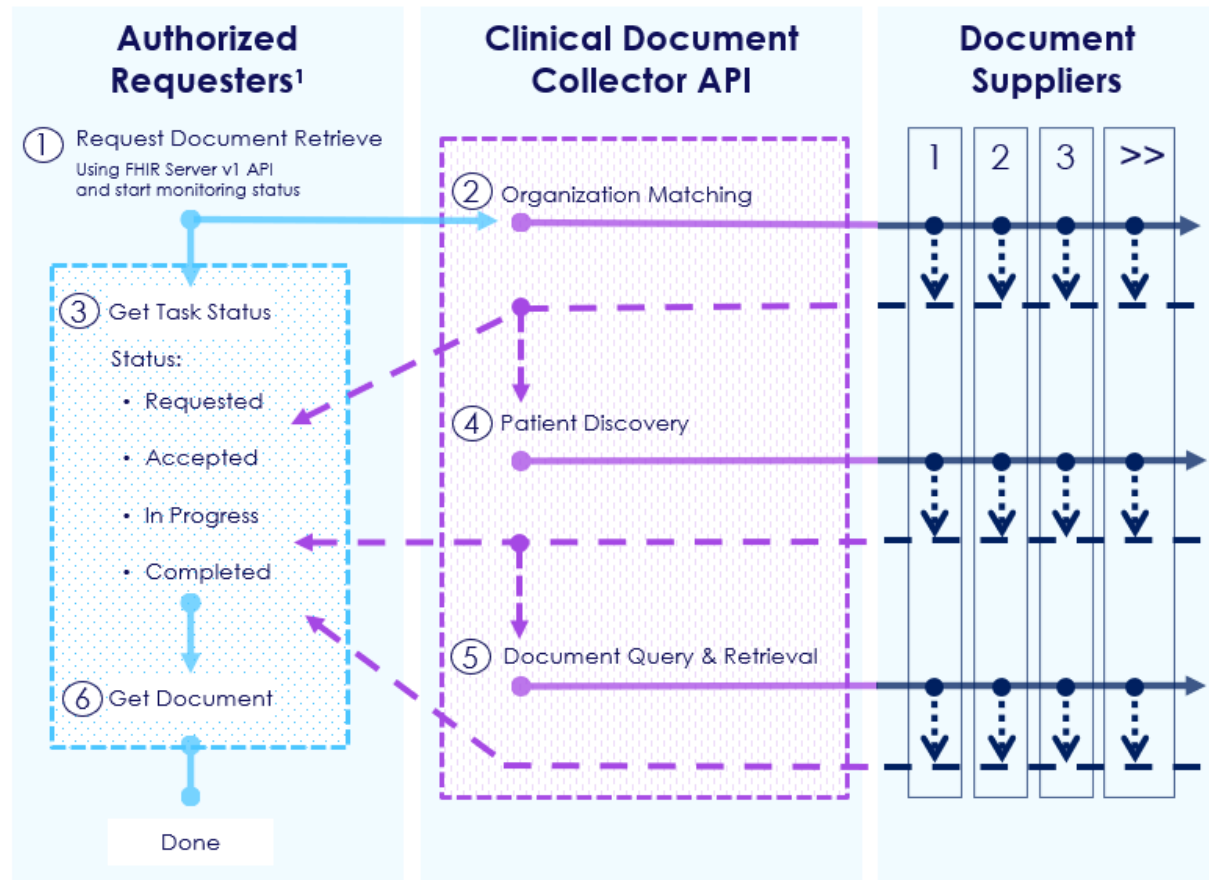 Authorized
Requesters¹
① Request Document Retrieve
Using FHIR Server v1 API
and start monitoring status
③ Get Task Status
Status:
• Requested
• Accepted
• In Progress
• Completed
⑥ Get Document
Done
Clinical Document
Collector API
② Organization Matching
④ Patient Discovery
⑤ Document Query & Retrieval
Document
Suppliers
1 2 3 >>